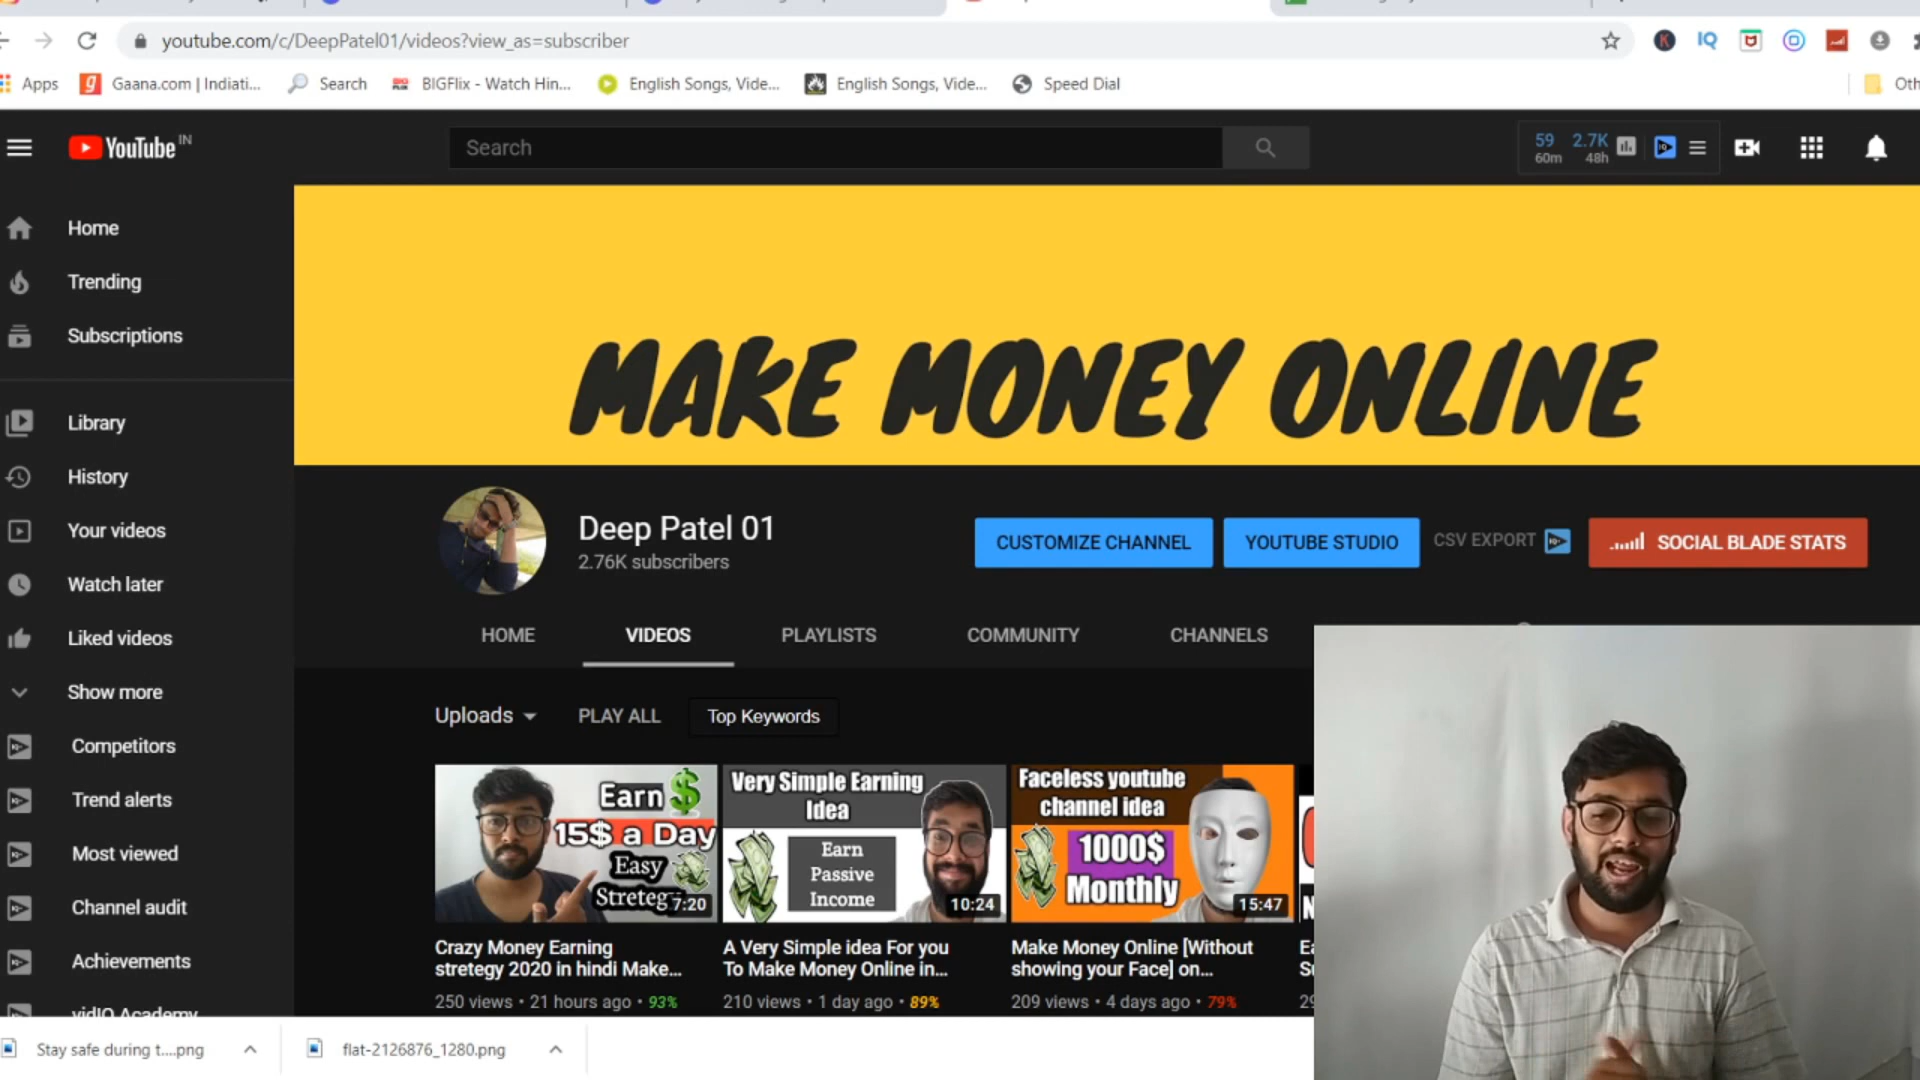 youtube.com/c/DeepPatel01/videos?view_as=subscriber
IQ
Apps
Gaana.com | Indiati...
Search
BIGFlix - Watch Hin...
English Songs, Vide...
English Songs, Vide...
Speed Dial
YouTube IN
Search
59 2.7K
60m 48h
Home
Trending
Subscriptions
Library
History
Your videos
Watch later
Liked videos
Show more
Competitors
Trend alerts
Most viewed
Channel audit
Achievements
vidIQ Academy
MAKE MONEY ONLINE
Deep Patel 01
2.76K subscribers
CUSTOMIZE CHANNEL
YOUTUBE STUDIO
CSV EXPORT
SOCIAL BLADE STATS
HOME
VIDEOS
PLAYLISTS
COMMUNITY
CHANNELS
Uploads
PLAY ALL
Top Keywords
Earn $
15$ a Day
Easy
7:20
Crazy Money Earning
stretegy 2020 in hindi Make...
250 views • 21 hours ago • 93%
Very Simple Earning
Idea
Earn
Passive
Income
10:24
A Very Simple idea For you
To Make Money Online in...
210 views • 1 day ago • 89%
Faceless youtube
channel idea
1000$
Monthly
15:47
Make Money Online [Without
showing your Face] on...
209 views • 4 days ago • 79%
Stay safe during t....png
flat-2126876_1280.png